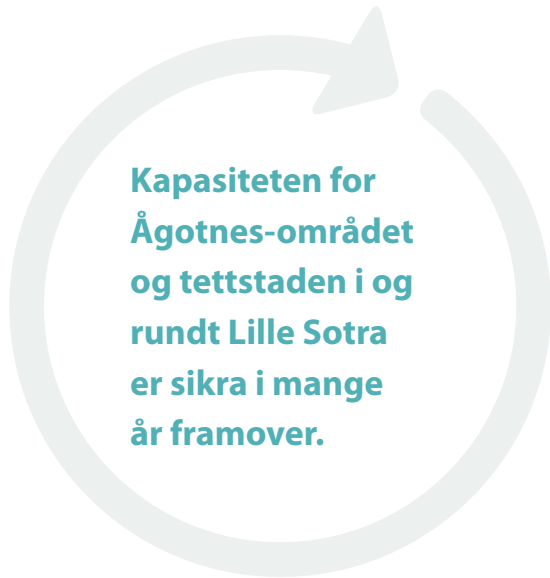 Kapasiteten for
Ågotnes-området
og tettstaden i og
rundt Lille Sotra
er sikra i mange
år framover.